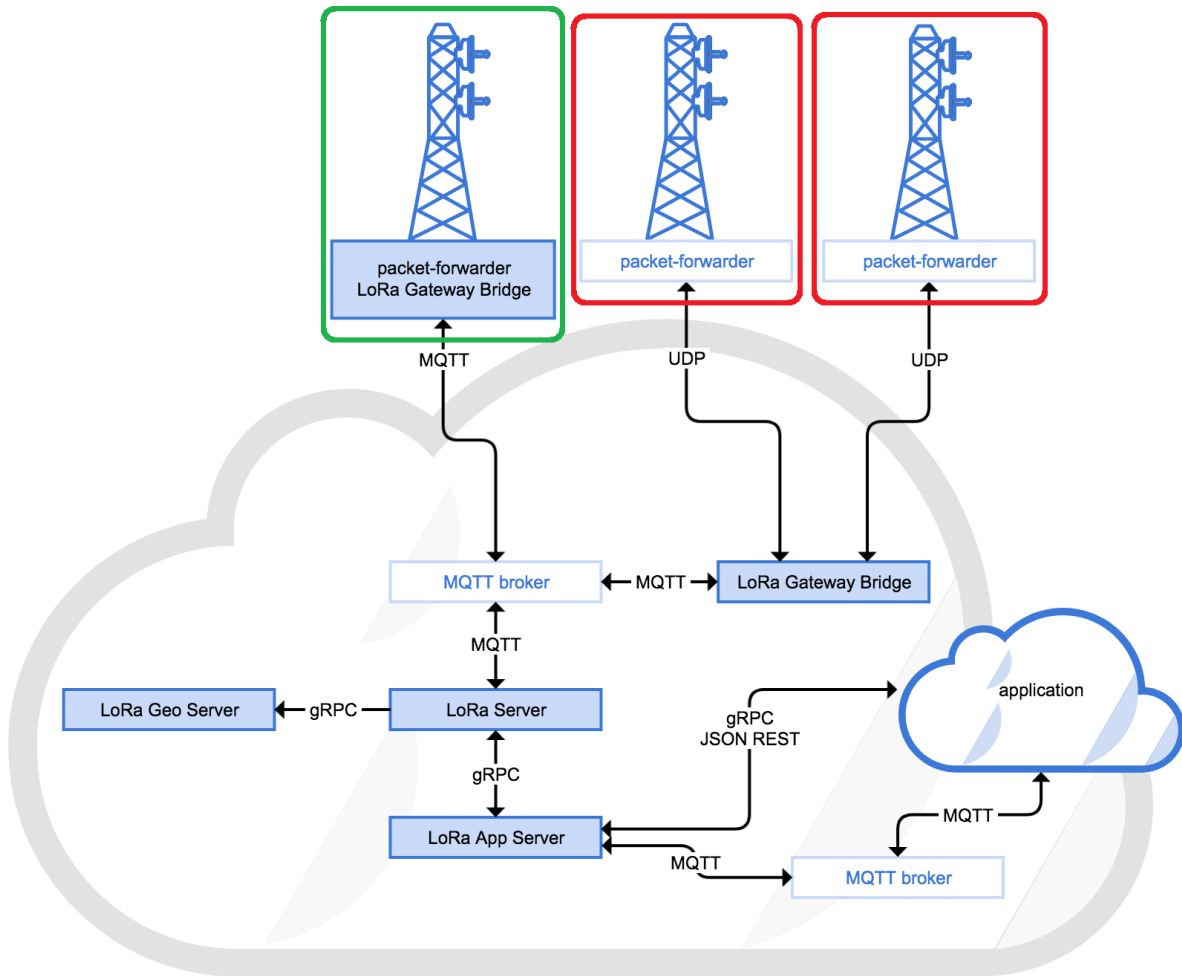 packet-forwarder
LoRa Gateway Bridge
packet-forwarder
packet-forwarder
MQTT
UDP
UDP
MQTT broker
MQTT
LoRa Gateway Bridge
MQTT
LoRa Geo Server
gRPC
LoRa Server
application
gRPC
JSON REST
gRPC
LoRa App Server
MQTT
MQTT
MQTT broker